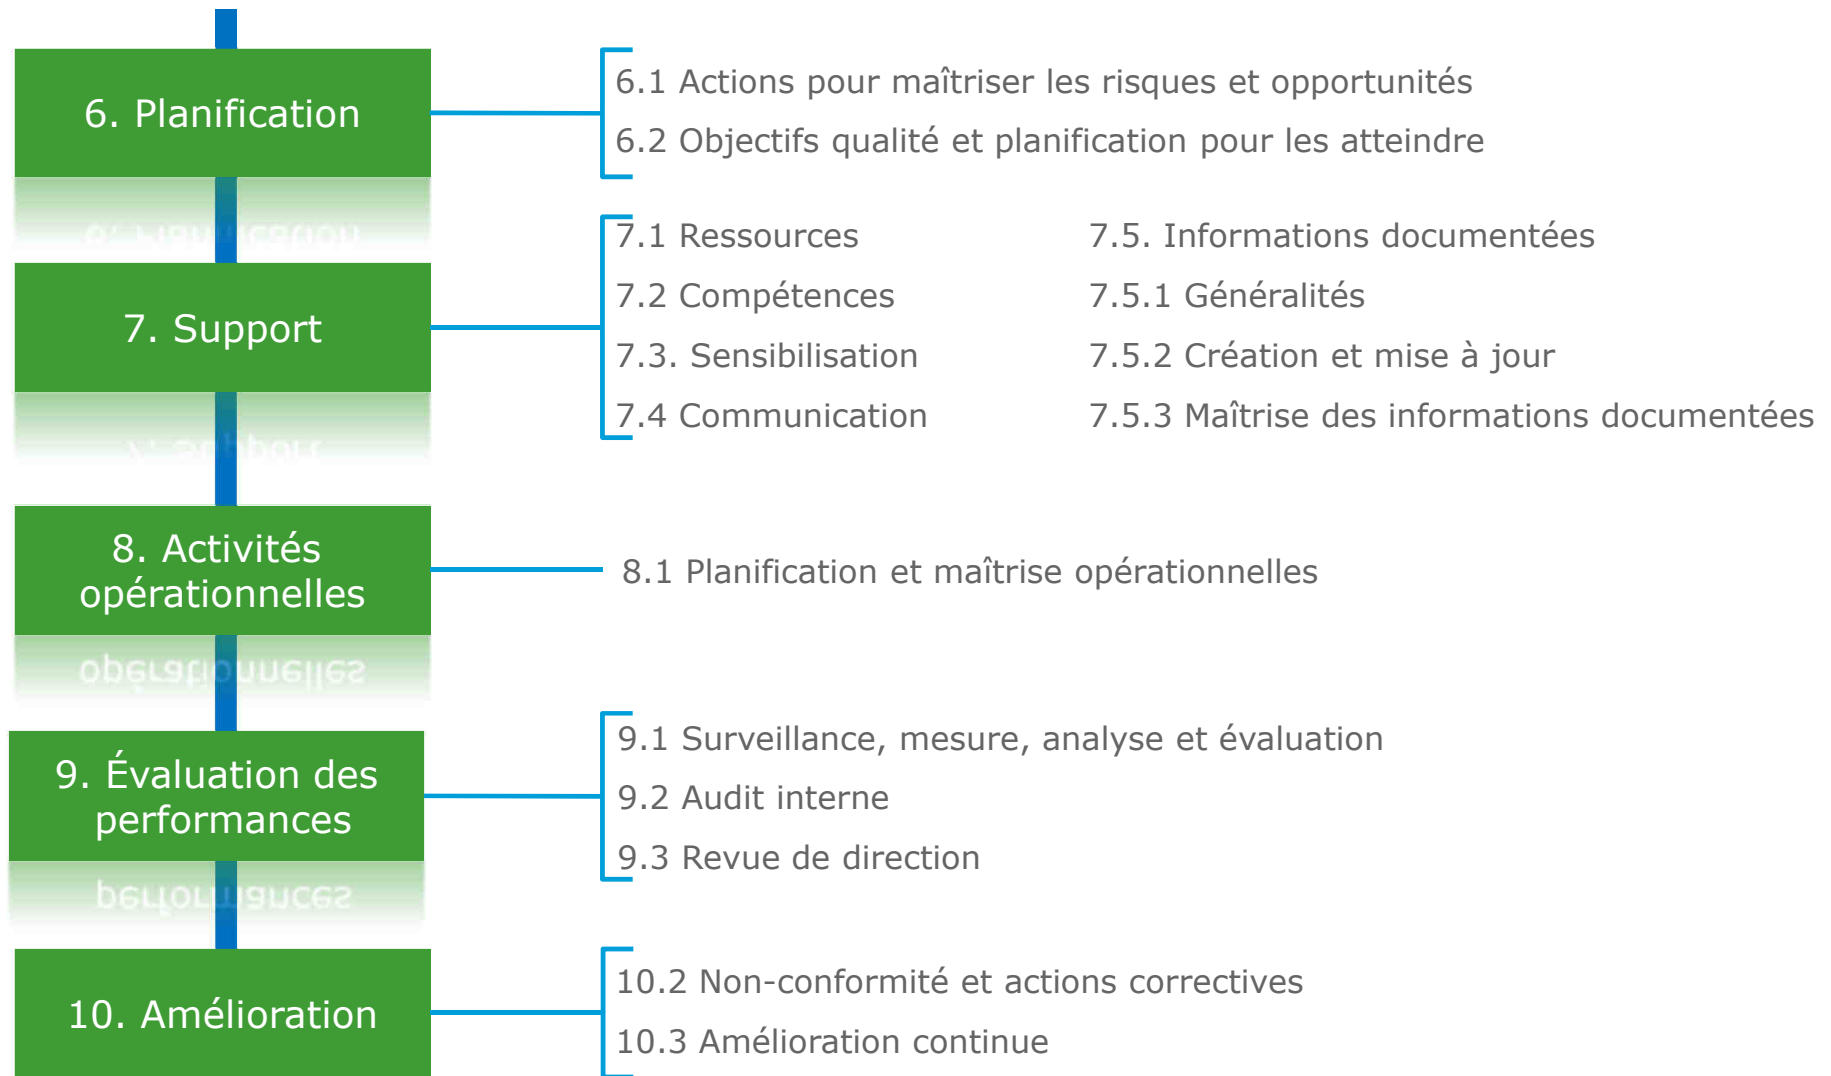 6. Planification
6.1 Actions pour maîtriser les risques et opportunités
6.2 Objectifs qualité et planification pour les atteindre
7. Support
7.1 Ressources
7.2 Compétences
7.3. Sensibilisation
7.4 Communication
7.5. Informations documentées
7.5.1 Généralités
7.5.2 Création et mise à jour
7.5.3 Maîtrise des informations documentées
8. Activités
opérationnelles
8.1 Planification et maîtrise opérationnelles
9. Évaluation des
performances
9.1 Surveillance, mesure, analyse et évaluation
9.2 Audit interne
9.3 Revue de direction
10. Amélioration
10.2 Non-conformité et actions correctives
10.3 Amélioration continue